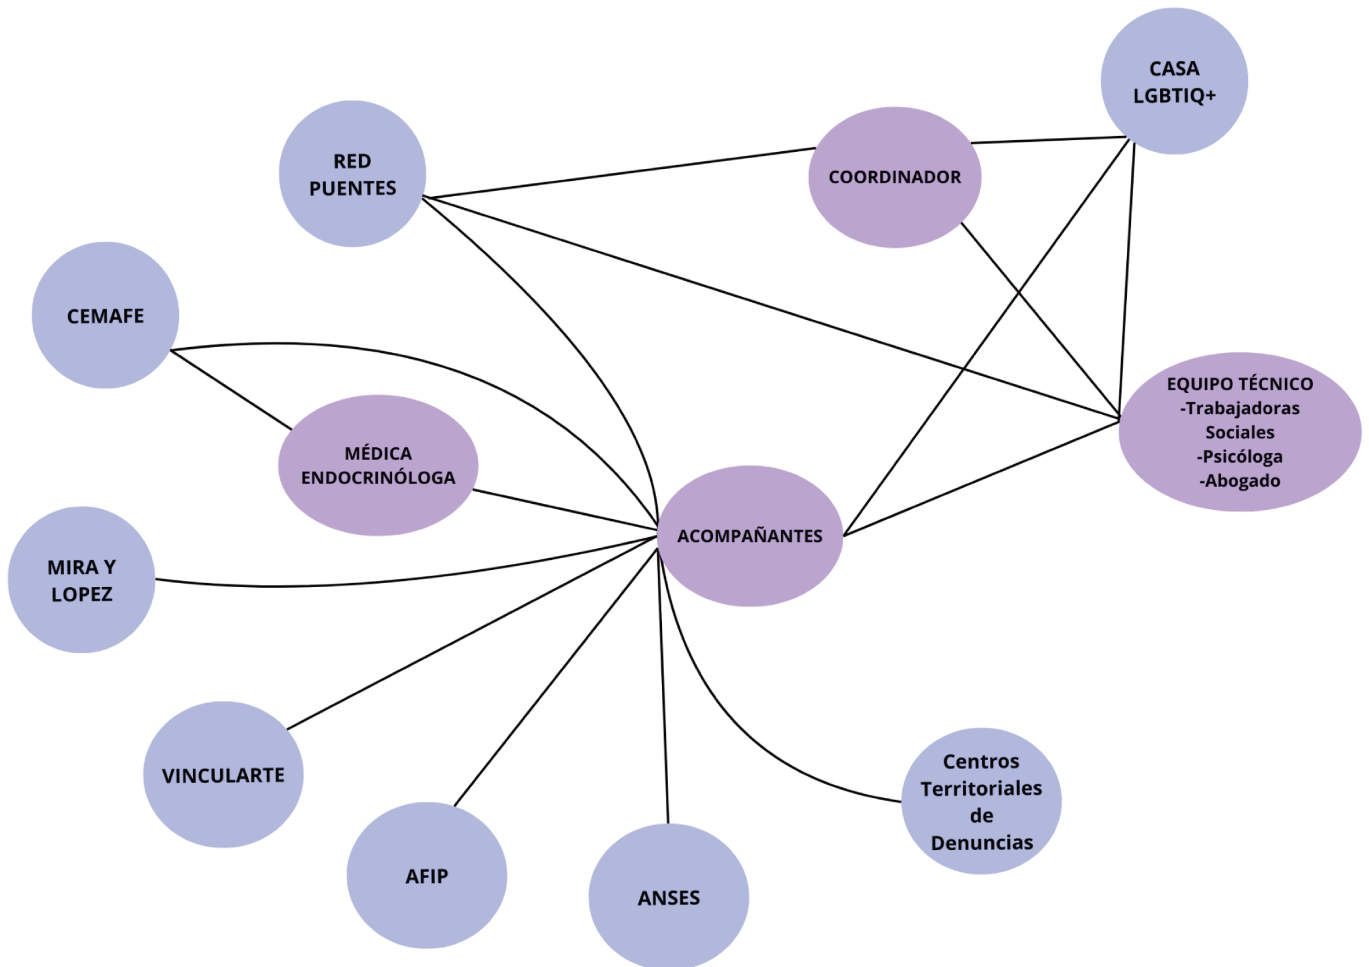 CASA
LGBTIQ+
RED
PUENTES
COORDINADOR
CEMAFE
EQUIPO TÉCNICO
-Trabajadoras
Sociales
-Psicóloga
-Abogado
MÉDICA
ENDOCRINÓLOGA
ACOMPAÑANTES
MIRA Y
LOPEZ
VINCULARTE
Centros
Territoriales
de
Denuncias
AFIP
ANSES